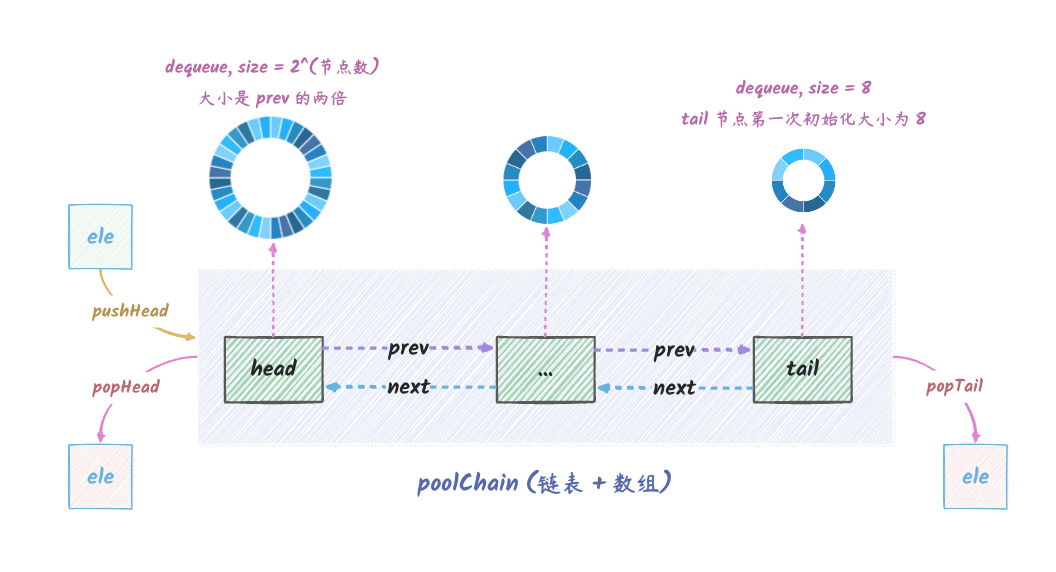 dequeue, size = 2^(节点数)
大小是 prev 的两倍
dequeue, size = 8
tail 节点第一次初始化大小为 8
ele
pushHead
popHead
ele
head
prev
next
...
prev
next
tail
popTail
ele
poolChain (链表 + 数组)